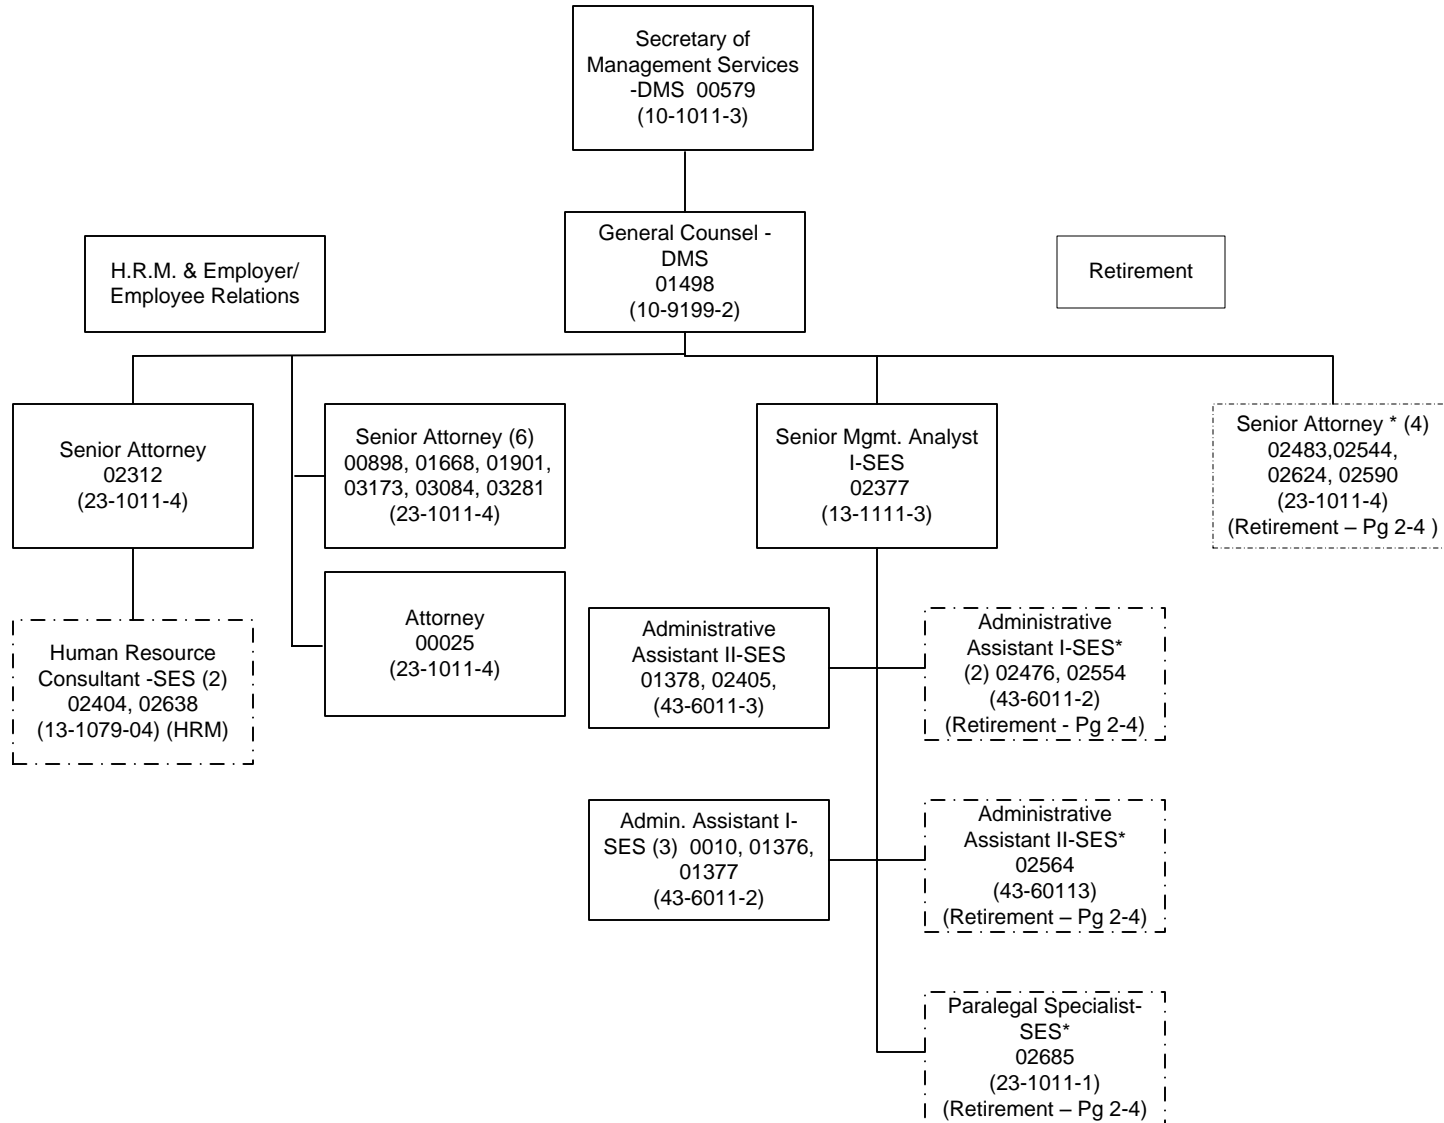 Secretary of
Management Services
-DMS 00579
(10-1011-3)
General Counsel -
DMS
01498
(10-9199-2)
H.R.M. & Employer/
Employee Relations
Retirement
Senior Attorney
02312
(23-1011-4)
Senior Attorney (6)
00898, 01668, 01901,
03173, 03084, 03281
(23-1011-4)
Senior Mgmt. Analyst
I-SES
02377
(13-1111-3)
Senior Attorney * (4)
02483,02544,
02624, 02590
(23-1011-4)
(Retirement – Pg 2-4 )
Human Resource
Consultant -SES (2)
02404, 02638
(13-1079-04) (HRM)
Attorney
00025
(23-1011-4)
Administrative
Assistant II-SES
01378, 02405,
(43-6011-3)
Administrative
Assistant I-SES*
(2) 02476, 02554
(43-6011-2)
(Retirement - Pg 2-4)
Admin. Assistant I-
SES (3) 0010, 01376,
01377
(43-6011-2)
Administrative
Assistant II-SES*
02564
(43-60113)
(Retirement – Pg 2-4)
Paralegal Specialist-
SES*
02685
(23-1011-1)
(Retirement – Pg 2-4)